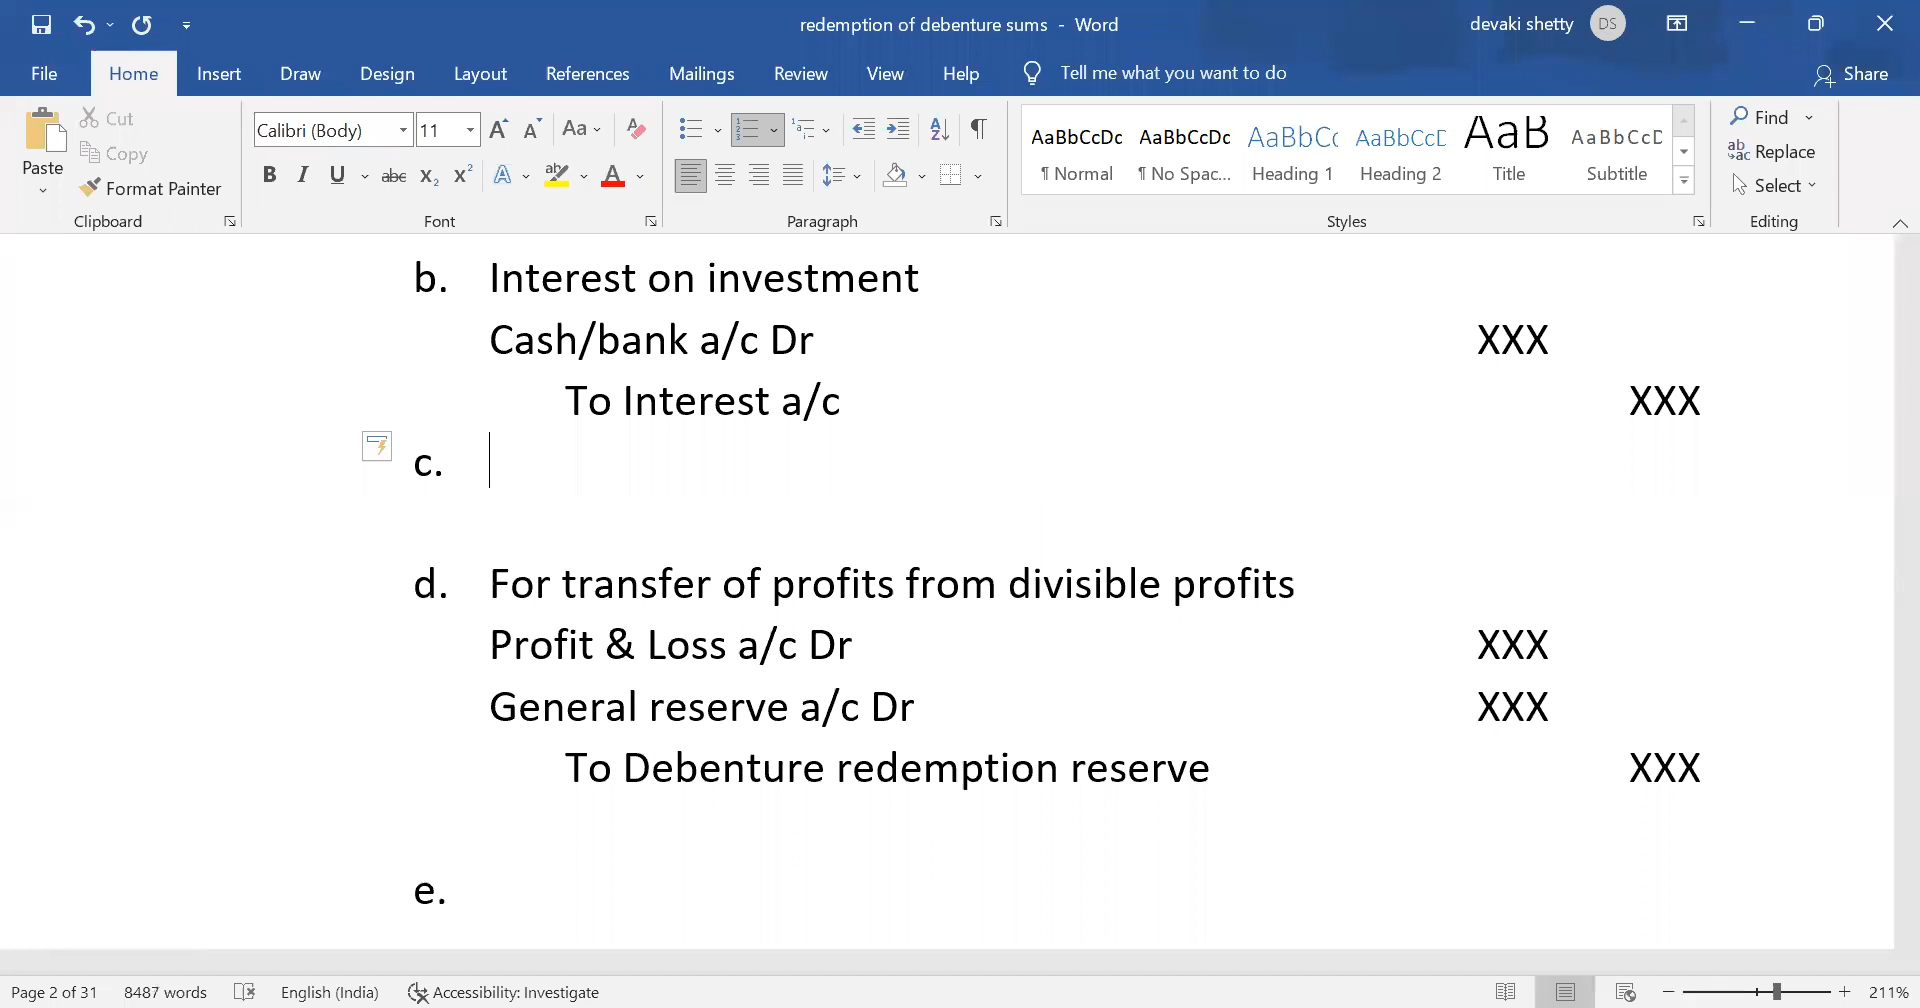 redemption of debenture sums - Word
devaki shetty DS
File Home Insert Draw Design Layout References Mailings Review View Help Tell me what you want to do Share
Paste
Cut
Copy
Format Painter
Clipboard
Calibri (Body) 11
Font
Paragraph
AaBbCcDc AaBbCcDc AaBbCc AaBbCcD AaB AaBbCcD
¶ Normal ¶ No Spac... Heading 1 Heading 2 Title Subtitle
Styles
Find
Replace
Select
Editing
b. Interest on investment
Cash/bank a/c Dr XXX
To Interest a/c XXX
c.
d. For transfer of profits from divisible profits
Profit & Loss a/c Dr XXX
General reserve a/c Dr XXX
To Debenture redemption reserve XXX
e.
Page 2 of 31 8487 words English (India) Accessibility: Investigate 211%